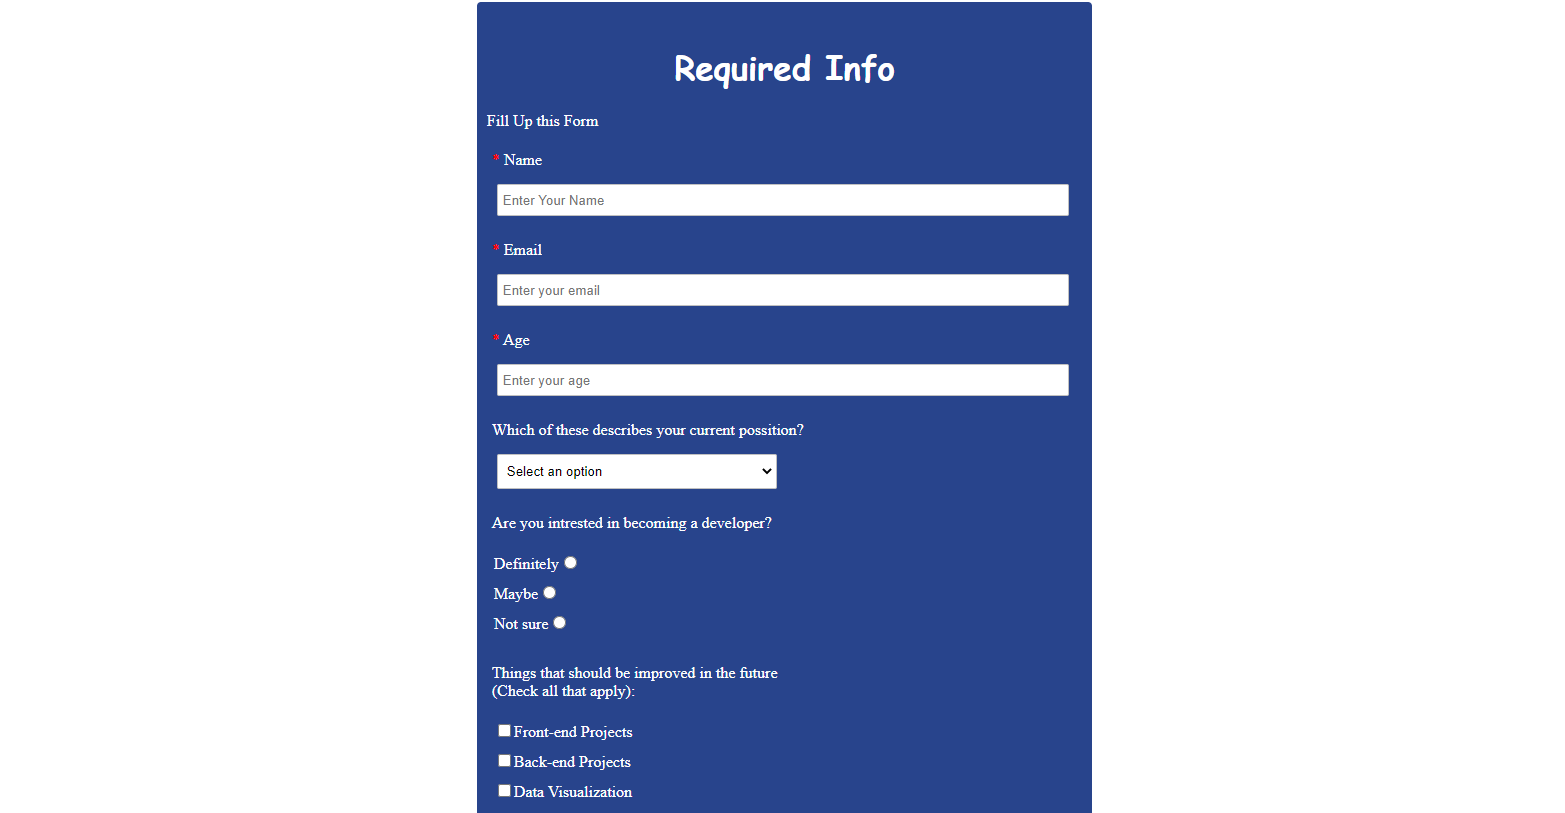 Required Info
Fill Up this Form
* Name
Enter Your Name
* Email
Enter your email
* Age
Enter your age
Which of these describes your current possition?
Select an option
Are you intrested in becoming a developer?
Definitely
Maybe
Not sure
Things that should be improved in the future
(Check all that apply):
Front-end Projects
Back-end Projects
Data Visualization